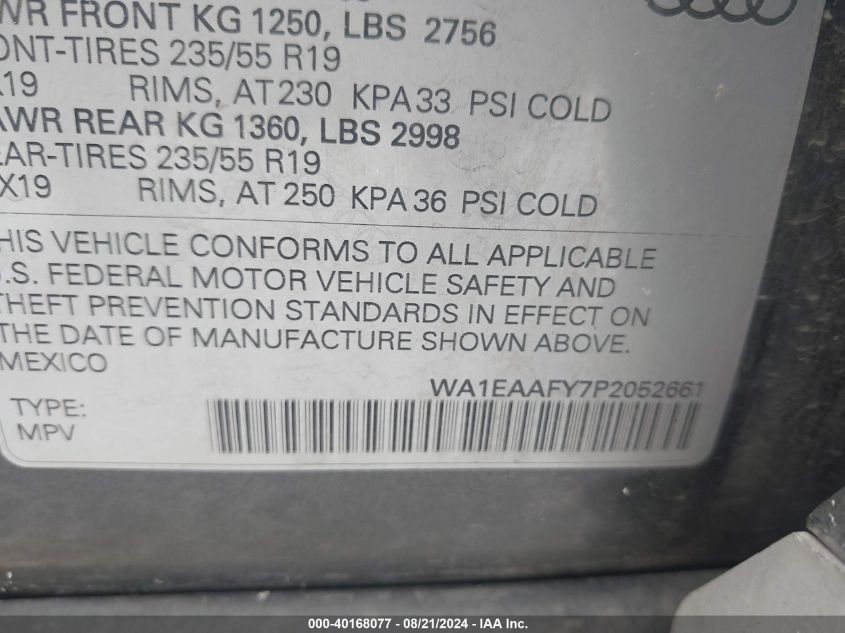 WR FRONT KG 1250, LBS 2756
ONT-TIRES 235/55 R19
X19 RIMS, AT 230 KPA 33 PSI COLD
AWR REAR KG 1360, LBS 2998
EAR-TIRES 235/55 R19
X19 RIMS, AT 250 KPA 36 PSI COLD
HIS VEHICLE CONFORMS TO ALL APPLICABLE
U.S. FEDERAL MOTOR VEHICLE SAFETY AND
THEFT PREVENTION STANDARDS IN EFFECT ON
THE DATE OF MANUFACTURE SHOWN ABOVE.
MEXICO
WA1EAAFY7P2052661
TYPE:
MPV
000-40168077 - 08/21/2024 - IAA Inc.